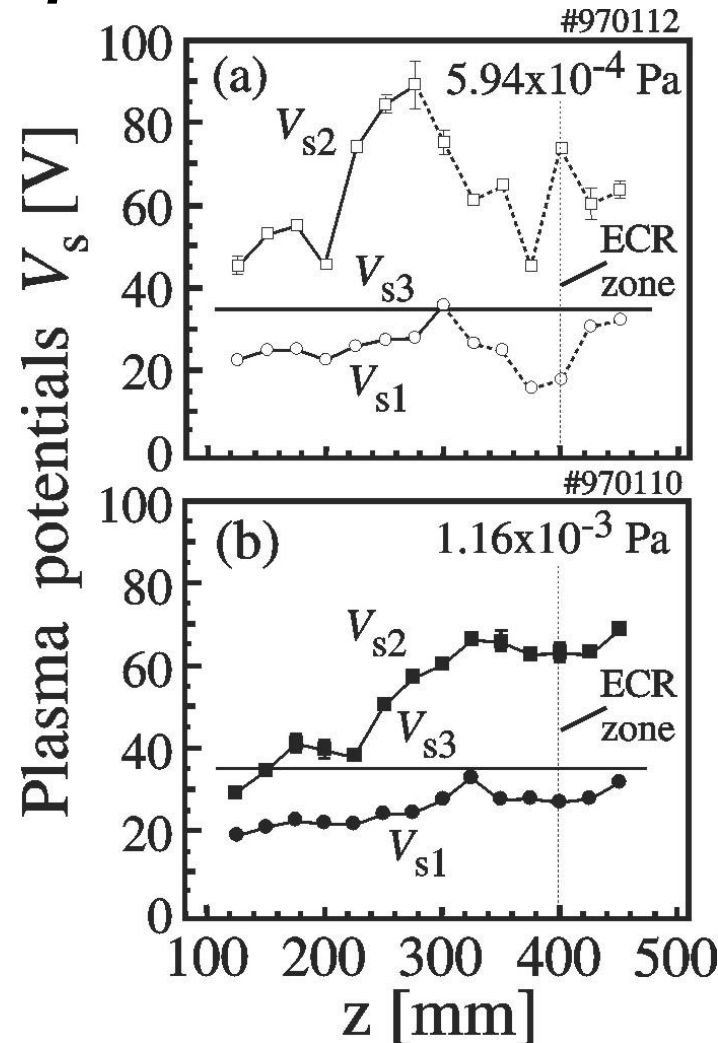 #970112
100
(a)
5.94x10-4 Pa
80
Vs2
60
ECR
zone
40
Vs3
20
Vs1
0
#970110
100
(b)
1.16x10-3 Pa
80
Vs2
60
ECR
zone
Vs3
40
20
Vs1
0
100 200 300 400 500
z [mm]
Plasma potentials Vs [V]